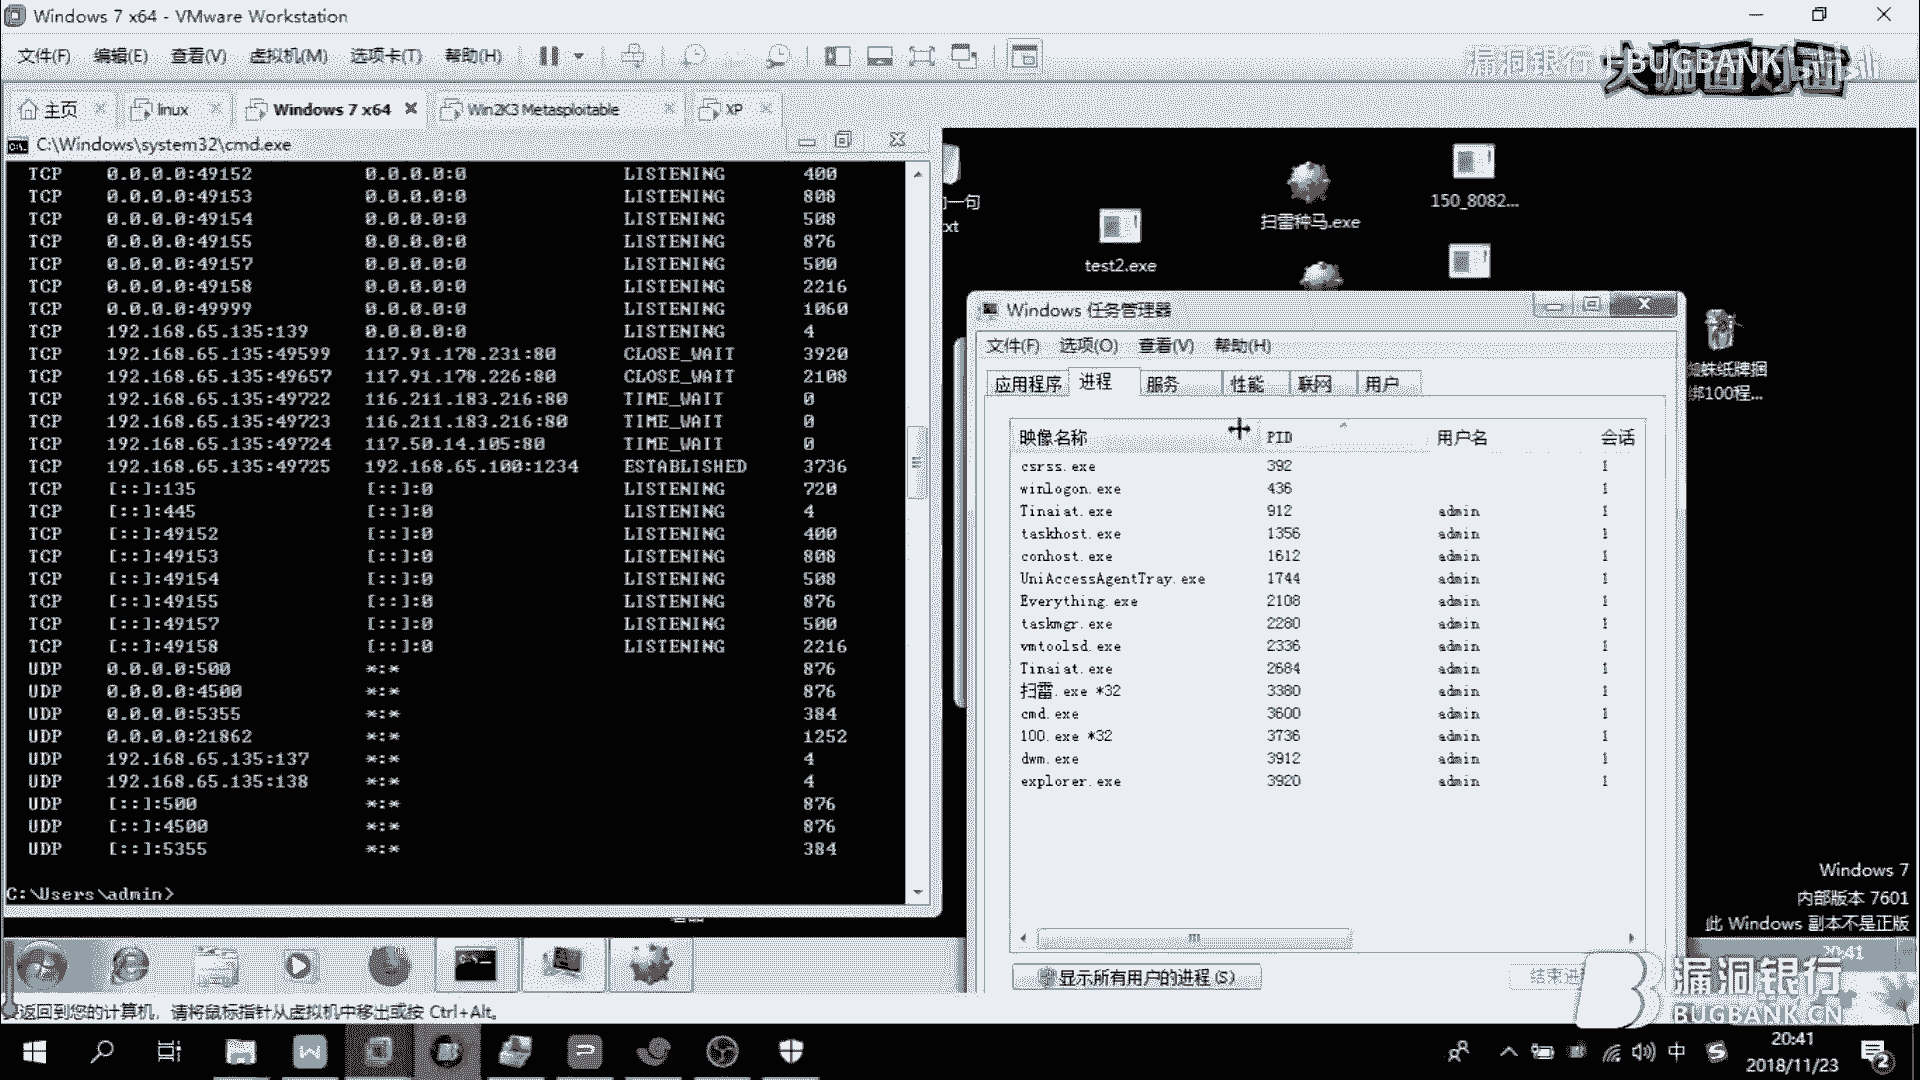 Windows 7 x64 - VMware Workstation
文件(F) 编辑(E) 查看(V) 虚拟机(M) 选项卡(T) 帮助(H)
漏洞银行 BUGBANK
大咖面对面
主页 linux Windows 7 x64 Win2K3 Metasploitable XP
C:\Windows\system32\cmd.exe
TCP 0.0.0.0:49152 0.0.0.0:0 LISTENING 400
TCP 0.0.0.0:49153 0.0.0.0:0 LISTENING 808
TCP 0.0.0.0:49154 0.0.0.0:0 LISTENING 508
TCP 0.0.0.0:49155 0.0.0.0:0 LISTENING 876
TCP 0.0.0.0:49157 0.0.0.0:0 LISTENING 500
TCP 0.0.0.0:49158 0.0.0.0:0 LISTENING 2216
TCP 0.0.0.0:49999 0.0.0.0:0 LISTENING 1060
TCP 192.168.65.135:139 0.0.0.0:0 LISTENING 4
TCP 192.168.65.135:49599 117.91.178.231:80 CLOSE_WAIT 3920
TCP 192.168.65.135:49657 117.91.178.226:80 CLOSE_WAIT 2108
TCP 192.168.65.135:49722 116.211.183.216:80 TIME_WAIT 0
TCP 192.168.65.135:49723 116.211.183.216:80 TIME_WAIT 0
TCP 192.168.65.135:49724 117.50.14.105:80 TIME_WAIT 0
TCP 192.168.65.135:49725 192.168.65.100:1234 ESTABLISHED 3736
TCP [::]:135 [::]:0 LISTENING 720
TCP [::]:445 [::]:0 LISTENING 4
TCP [::]:49152 [::]:0 LISTENING 400
TCP [::]:49153 [::]:0 LISTENING 808
TCP [::]:49154 [::]:0 LISTENING 508
TCP [::]:49155 [::]:0 LISTENING 876
TCP [::]:49157 [::]:0 LISTENING 500
TCP [::]:49158 [::]:0 LISTENING 2216
UDP 0.0.0.0:500 *:* 876
UDP 0.0.0.0:4500 *:* 876
UDP 0.0.0.0:5355 *:* 384
UDP 0.0.0.0:21862 *:* 1252
UDP 192.168.65.135:137 *:* 4
UDP 192.168.65.135:138 *:* 4
UDP [::]:500 *:* 876
UDP [::]:4500 *:* 876
UDP [::]:5355 *:* 384
C:\Users\admin>
一句
xt
test2.exe
扫雷种马.exe
150_8082...
蜘蛛纸牌捆
绑100程...
Windows 任务管理器
文件(F) 选项(O) 查看(V) 帮助(H)
应用程序 进程 服务 性能 联网 用户
映像名称 PID 用户名 会话
csrss.exe 392 1
winlogon.exe 436 1
Tinaiat.exe 912 admin 1
taskhost.exe 1356 admin 1
conhost.exe 1612 admin 1
UniAccessAgentTray.exe 1744 admin 1
Everything.exe 2108 admin 1
taskmgr.exe 2280 admin 1
vmtoolsd.exe 2336 admin 1
Tinaiat.exe 2684 admin 1
扫雷.exe *32 3380 admin 1
cmd.exe 3600 admin 1
100.exe *32 3736 admin 1
dwm.exe 3912 admin 1
explorer.exe 3920 admin 1
显示所有用户的进程(S) 结束进
Windows 7
内部版本 7601
此 Windows 副本不是正版
20:41
漏洞银行
BUGBANK.CN
返回到您的计算机，请将鼠标指针从虚拟机中移出或按 Ctrl+Alt。
中
20:41
2018/11/23
2